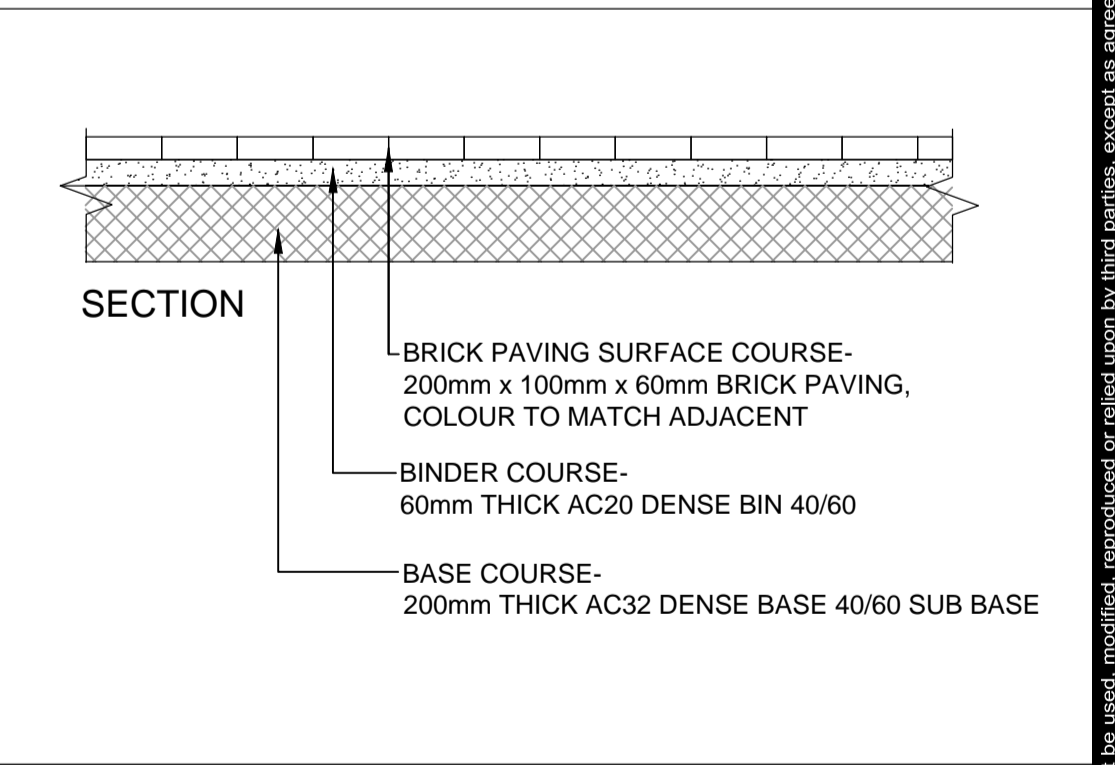 SECTION
BRICK PAVING SURFACE COURSE-
200mm x 100mm x 60mm BRICK PAVING,
COLOUR TO MATCH ADJACENT
BINDER COURSE-
60mm THICK AC20 DENSE BIN 40/60
BASE COURSE-
200mm THICK AC32 DENSE BASE 40/60 SUB BASE
be used, modified, reproduced or relied upon by third parties, except as agree